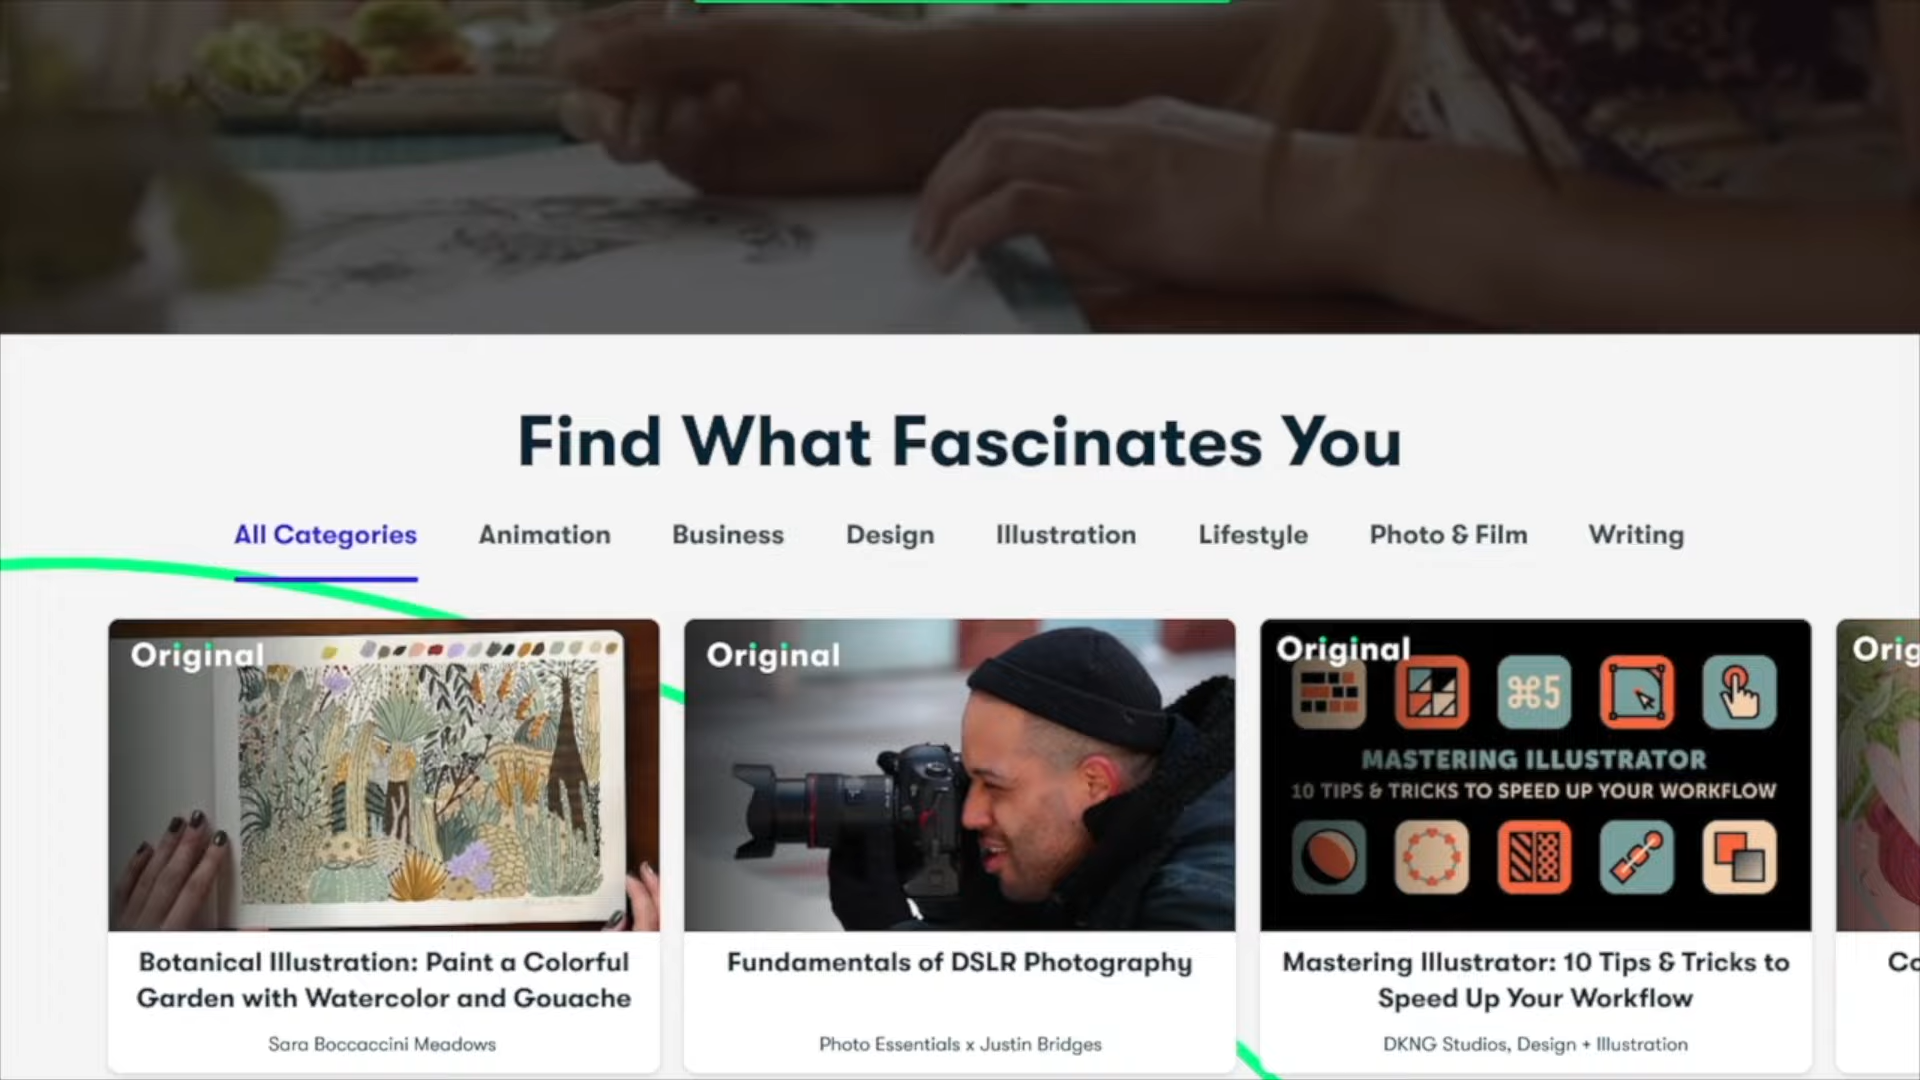 Find What Fascinates You
All Categories Animation Business Design Illustration Lifestyle Photo & Film Writing
Original
Botanical Illustration: Paint a Colorful
Garden with Watercolor and Gouache
Sara Boccaccini Meadows
Original
Fundamentals of DSLR Photography
Photo Essentials x Justin Bridges
Original
⌘5
MASTERING ILLUSTRATOR
10 TIPS & TRICKS TO SPEED UP YOUR WORKFLOW
Mastering Illustrator: 10 Tips & Tricks to
Speed Up Your Workflow
DKNG Studios, Design + Illustration
Orig
Co